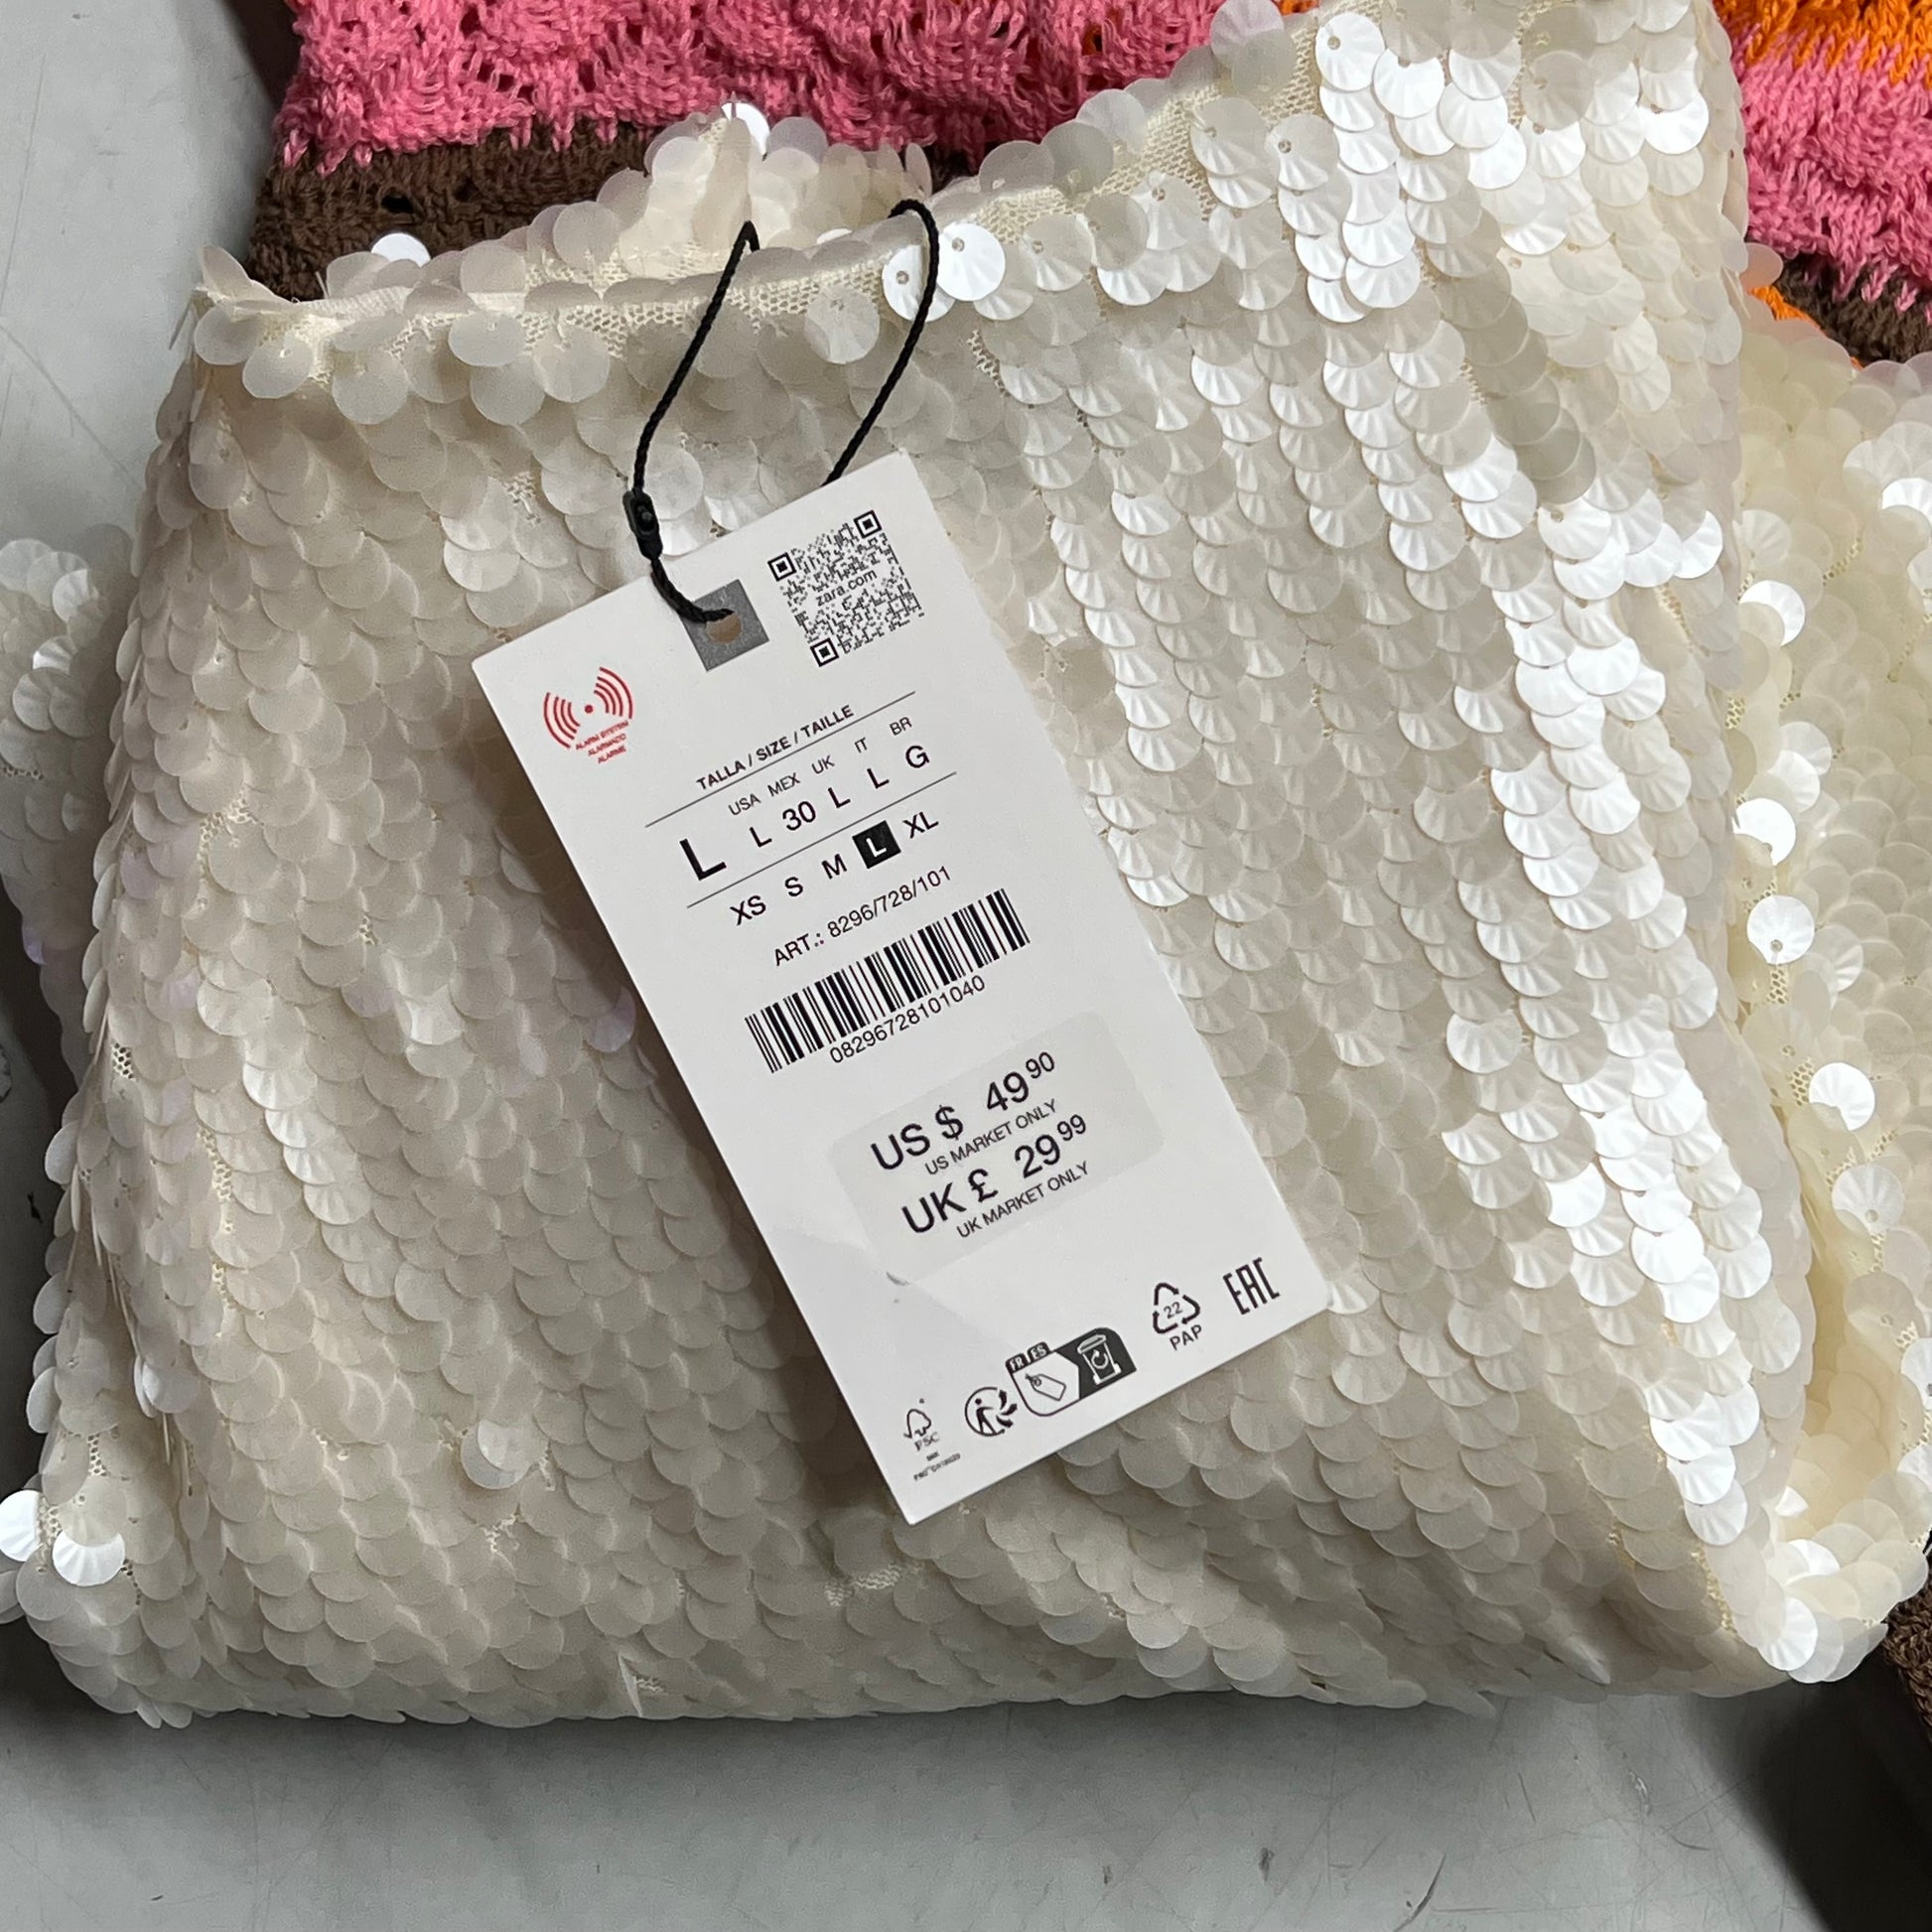 zara.com
ALARM SYSTEM
ALARMADO
ALARME
TALLA / SIZE / TAILLE
USA MEX UK IT BR
L L 30 L L G
XS S M L XL
ART.: 8296/728/101
08296728101040
US $ 49 90
US MARKET ONLY
UK £ 29 99
UK MARKET ONLY
FR ES
22
PAP
EAC
FSC